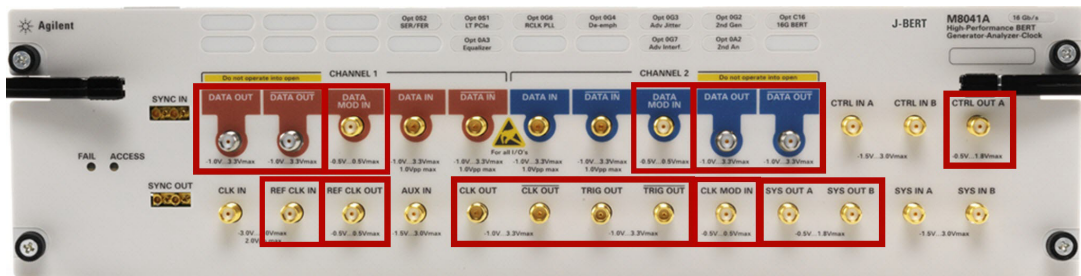 Agilent
Opt 0S2 SER/FER
Opt 0S1 LT PCIe
Opt 0G6 RCLK PLL
Opt 0G4 De-emph
Opt 0G3 Adv Jitter
Opt 0G2 2nd Gen
Opt C16 16G BERT
J-BERT
M8041A
16 Gb/s
High-Performance BERT
Generator-Analyzer-Clock
Opt 0A3 Equalizer
Opt 0G7 Adv Interf.
Opt 0A2 2nd An
Do not operate into open
CHANNEL 1
CHANNEL 2
Do not operate into open
SYNC IN
DATA OUT
DATA OUT
DATA MOD IN
DATA IN
DATA IN
DATA IN
DATA IN
DATA MOD IN
DATA OUT
DATA OUT
CTRL IN A
CTRL IN B
CTRL OUT A
For all I/O's
-1.0V...3.3Vmax
-1.0V...3.3Vmax
-0.5V...0.5Vmax
-1.0V...3.3Vmax 1.0Vpp max
-1.0V...3.3Vmax 1.0Vpp max
-1.0V...3.3Vmax 1.0Vpp max
-1.0V...3.3Vmax 1.0Vpp max
-0.5V...0.5Vmax
-1.0V...3.3Vmax
-1.0V...3.3Vmax
-1.5V...3.0Vmax
-0.5V...1.8Vmax
FAIL
ACCESS
SYNC OUT
CLK IN
REF CLK IN
REF CLK OUT
AUX IN
CLK OUT
CLK OUT
TRIG OUT
TRIG OUT
CLK MOD IN
SYS OUT A
SYS OUT B
SYS IN A
SYS IN B
-0.5V...0.5Vmax
-1.5V...3.0Vmax
-1.0V...3.3Vmax
-1.0V...3.3Vmax
-0.5V...0.5Vmax
-0.5V...1.8Vmax
-1.5V...3.0Vmax